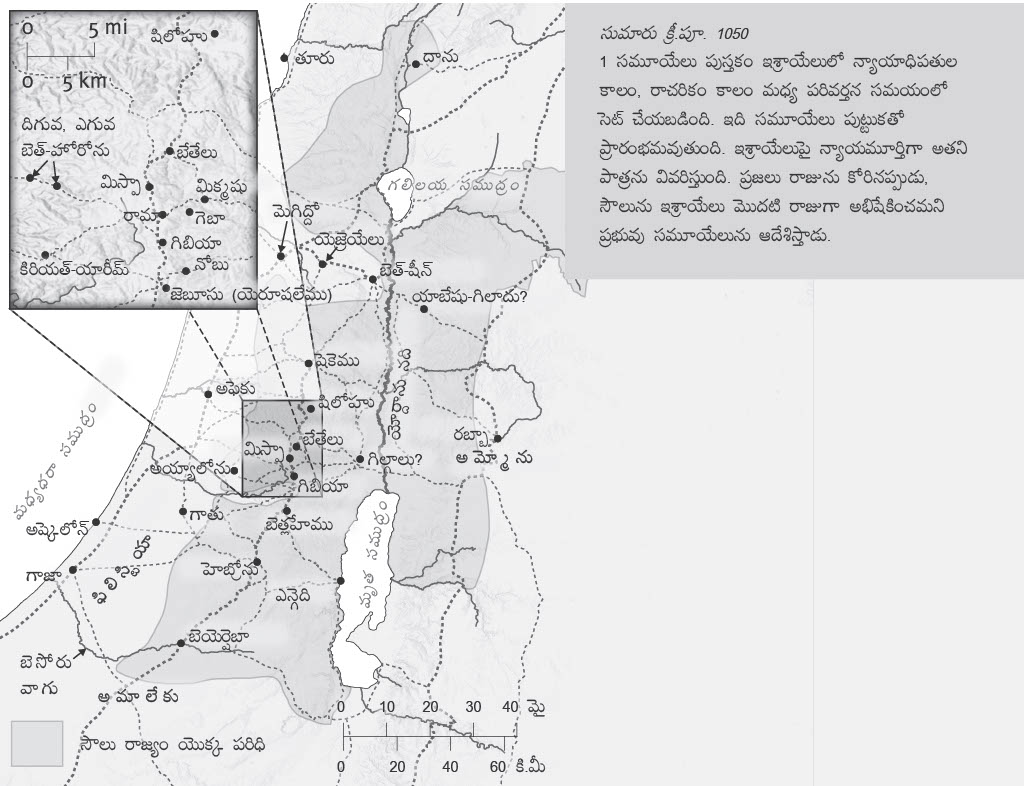 సుమారు క్రీ.పూ. 1050
1 సమూయేలు పుస్తకం ఇశ్రాయేలులో న్యాయాధిపతుల
కాలం, రాచరికం కాలం మధ్య పరివర్తన సమయంలో
సెట్ చేయబడింది. ఇది సమూయేలు పుట్టుకతో
ప్రారంభమవుతుంది. ఇశ్రాయేలుపై న్యాయమూర్తిగా అతని
పాత్రను వివరిస్తుంది. ప్రజలు రాజును కోరినప్పుడు,
సౌలును ఇశ్రాయేలు మొదటి రాజుగా అభిషేకించమని
ప్రభువు సమూయేలును ఆదేశిస్తాడు.
0 5 mi
0 5 km
షిలోహు
దిగువ, ఎగువ
బెత్-హోరోను
బేతేలు
మిస్పా
మిక్మషు
రామా
గెబా
గిబియా
కిరియత్-యారీమ్
నోబు
జెబూసు (యెరూషలేము)
తూరు
దాను
గలిలయ సముద్రం
మెగిద్దో
యెజ్రెయేలు
బెత్-షీన్
యాబేషు-గిలాదు?
షెకెము
అఫెకు
షిలోహు
యొర్దాను నది
బేతేలు
మిస్పా
రబ్బా
అమ్మోను
అయ్యాలోను
గిల్గాలు?
గిబియా
మధ్యధరా సముద్రం
గాతు
బెత్లహేము
అష్కెలోన్
ఫిలిష్తియా
గాజా
హెబ్రోను
ఎన్గెది
మృత సముద్రం
బెయెర్షెబా
బెసోరు
వాగు
అమాలేకు
సౌలు రాజ్యం యొక్క పరిధి
0 10 20 30 40 మై
0 20 40 60 కి.మీ